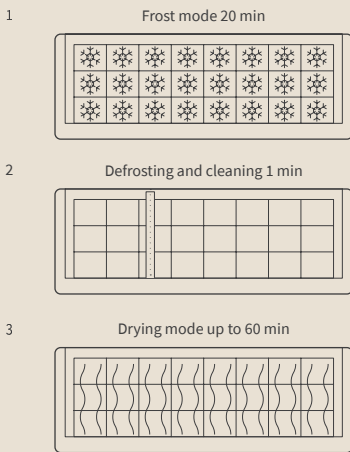 1
Frost mode 20 min
2
Defrosting and cleaning 1 min
3
Drying mode up to 60 min